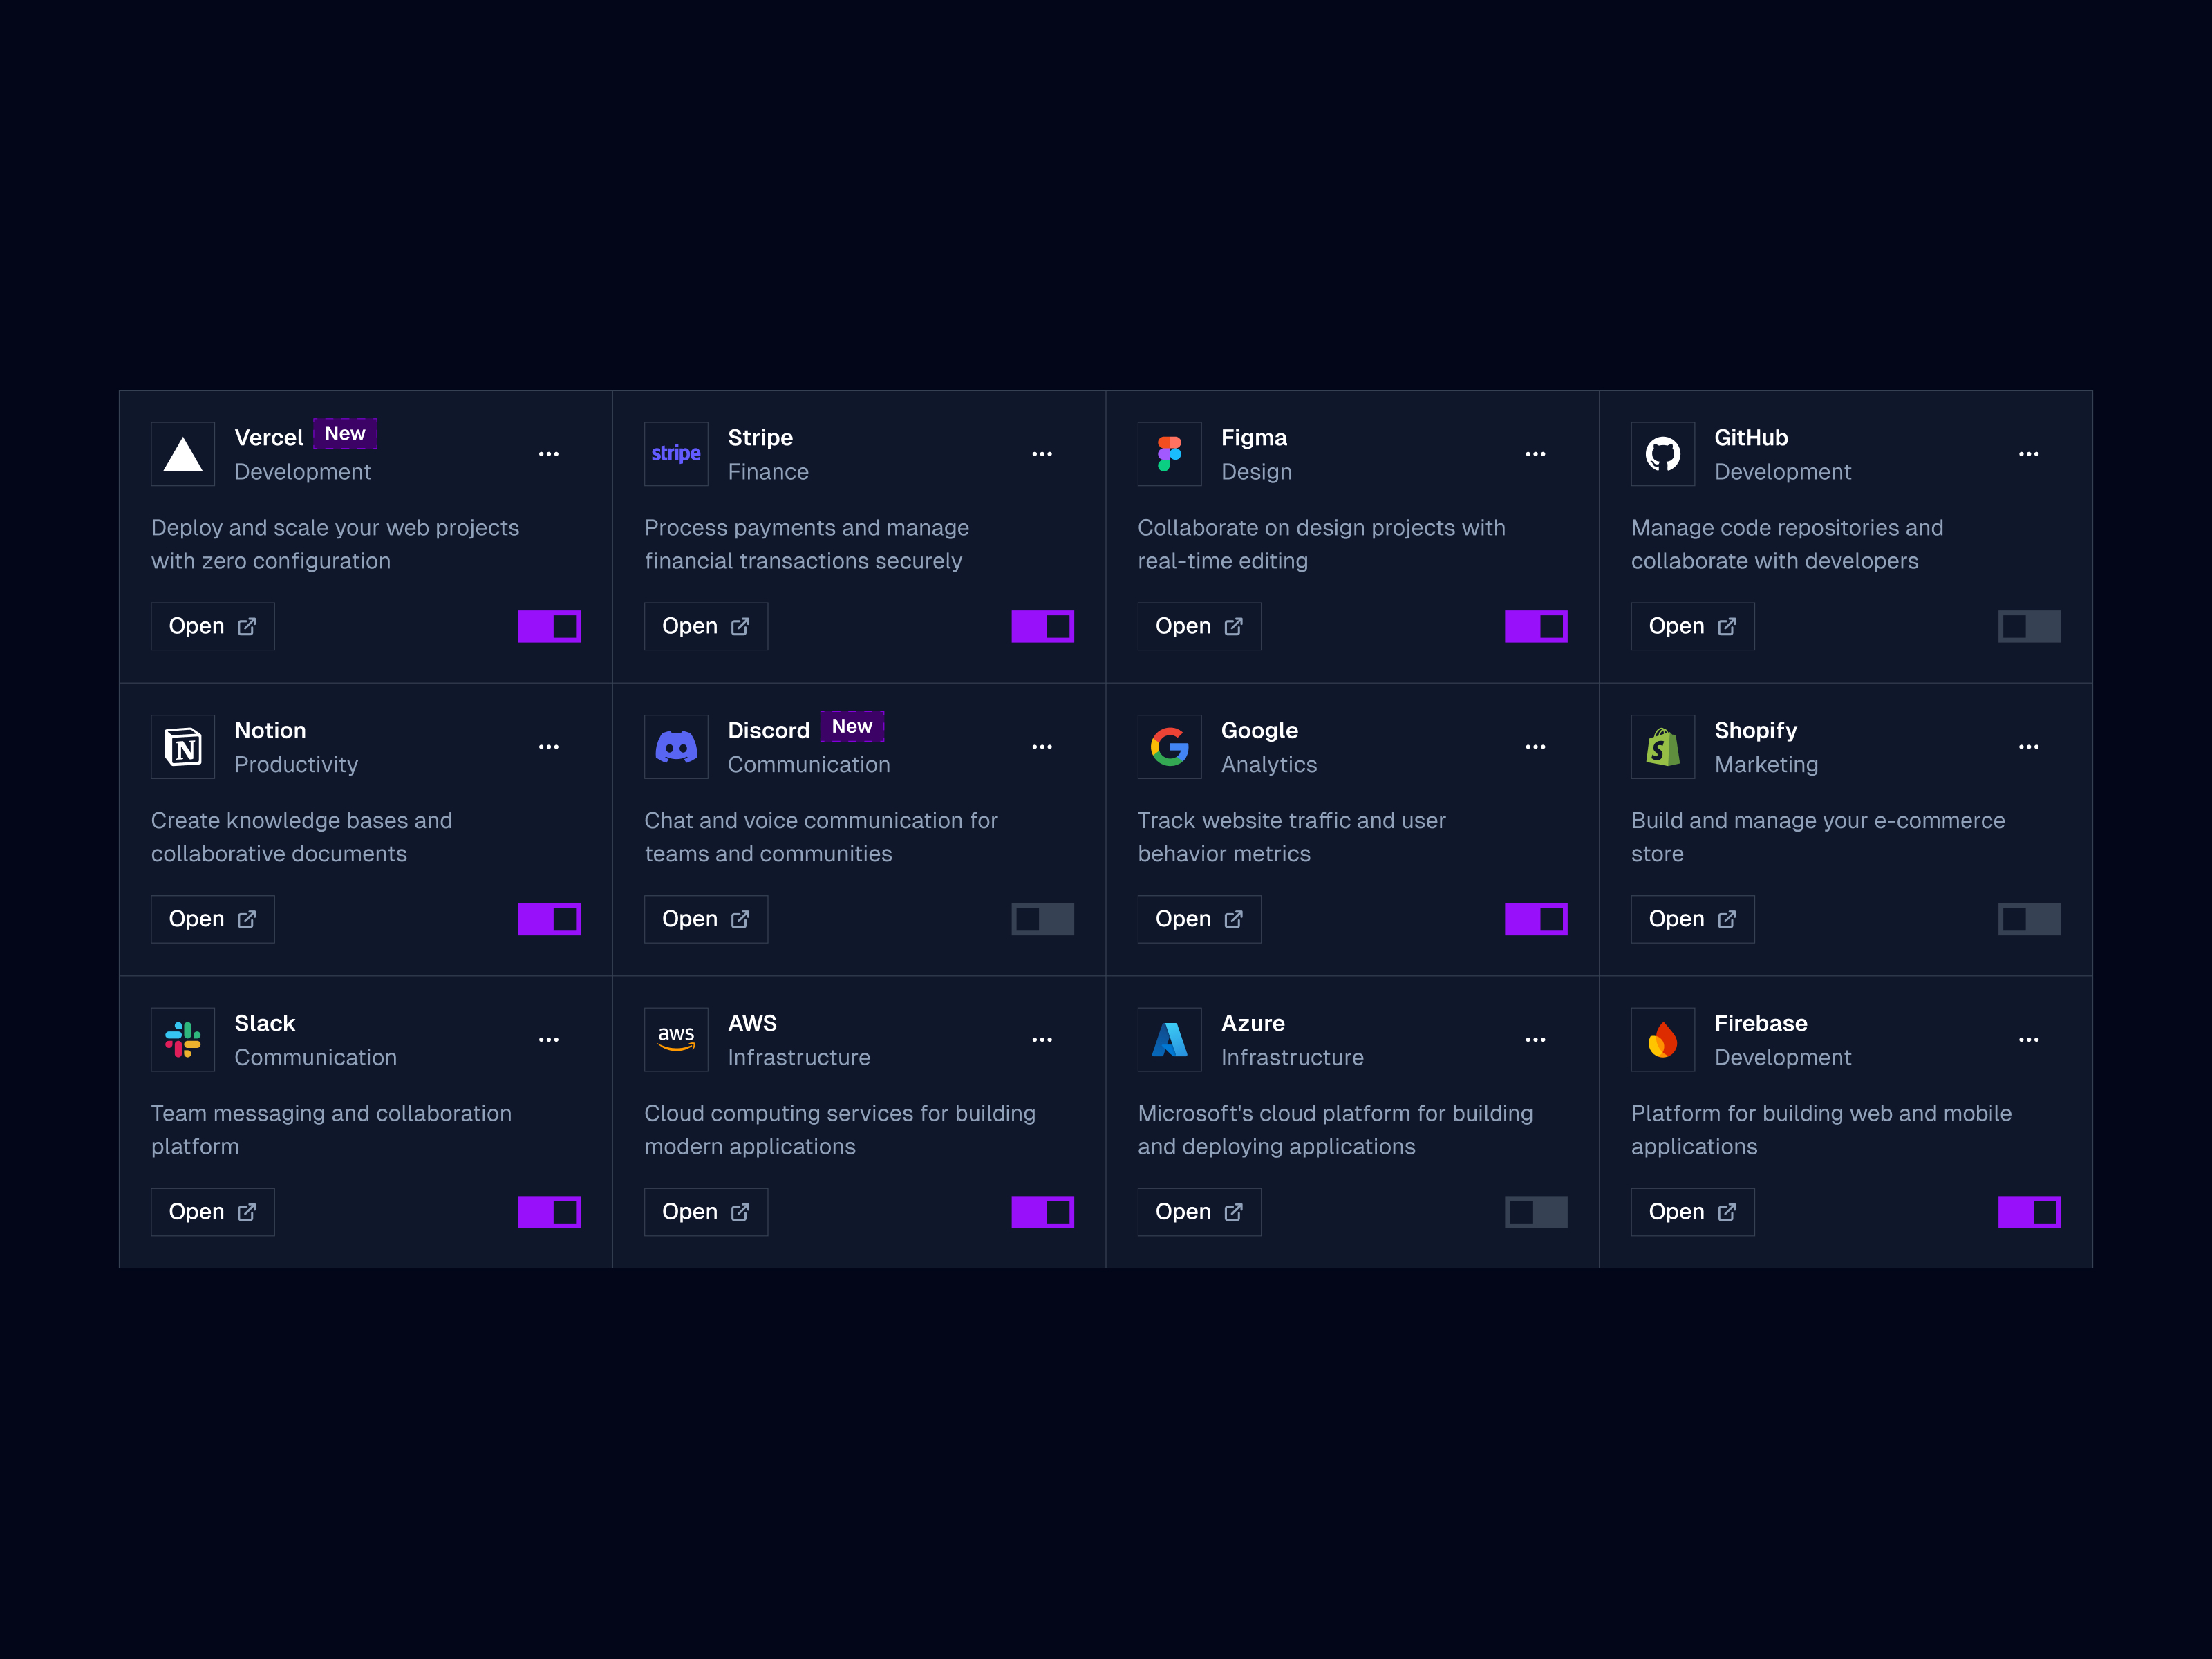 Vercel New
Development
Deploy and scale your web projects
with zero configuration
Open
stripe
Stripe
Finance
Process payments and manage
financial transactions securely
Open
Figma
Design
Collaborate on design projects with
real-time editing
Open
GitHub
Development
Manage code repositories and
collaborate with developers
Open
N
Notion
Productivity
Create knowledge bases and
collaborative documents
Open
Discord New
Communication
Chat and voice communication for
teams and communities
Open
G
Google
Analytics
Track website traffic and user
behavior metrics
Open
S
Shopify
Marketing
Build and manage your e-commerce
store
Open
Slack
Communication
Team messaging and collaboration
platform
Open
aws
AWS
Infrastructure
Cloud computing services for building
modern applications
Open
Azure
Infrastructure
Microsoft's cloud platform for building
and deploying applications
Open
Firebase
Development
Platform for building web and mobile
applications
Open